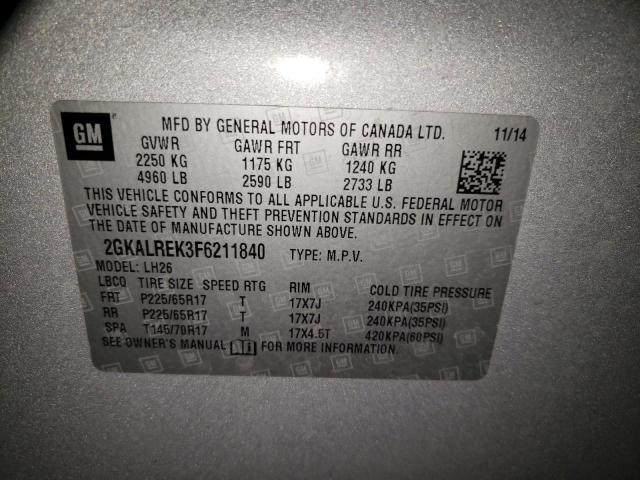 GM
MFD BY GENERAL MOTORS OF CANADA LTD. 11/14
GVWR GAWR FRT GAWR RR
2250 KG 1175 KG 1240 KG
4960 LB 2590 LB 2733 LB
THIS VEHICLE CONFORMS TO ALL APPLICABLE U.S. FEDERAL MOTOR
VEHICLE SAFETY AND THEFT PREVENTION STANDARDS IN EFFECT ON
THE DATE OF MANUFACTURE SHOWN ABOVE.
2GKALREK3F6211840 TYPE: M.P.V.
MODEL: LH26
LBCQ TIRE SIZE SPEED RTG RIM COLD TIRE PRESSURE
FRT P225/65R17 T 17X7J 240KPA(35PSI)
RR P225/65R17 T 17X7J 240KPA(35PSI)
SPA T145/70R17 M 17X4.5T 420KPA(60PSI)
SEE OWNER'S MANUAL FOR MORE INFORMATION.